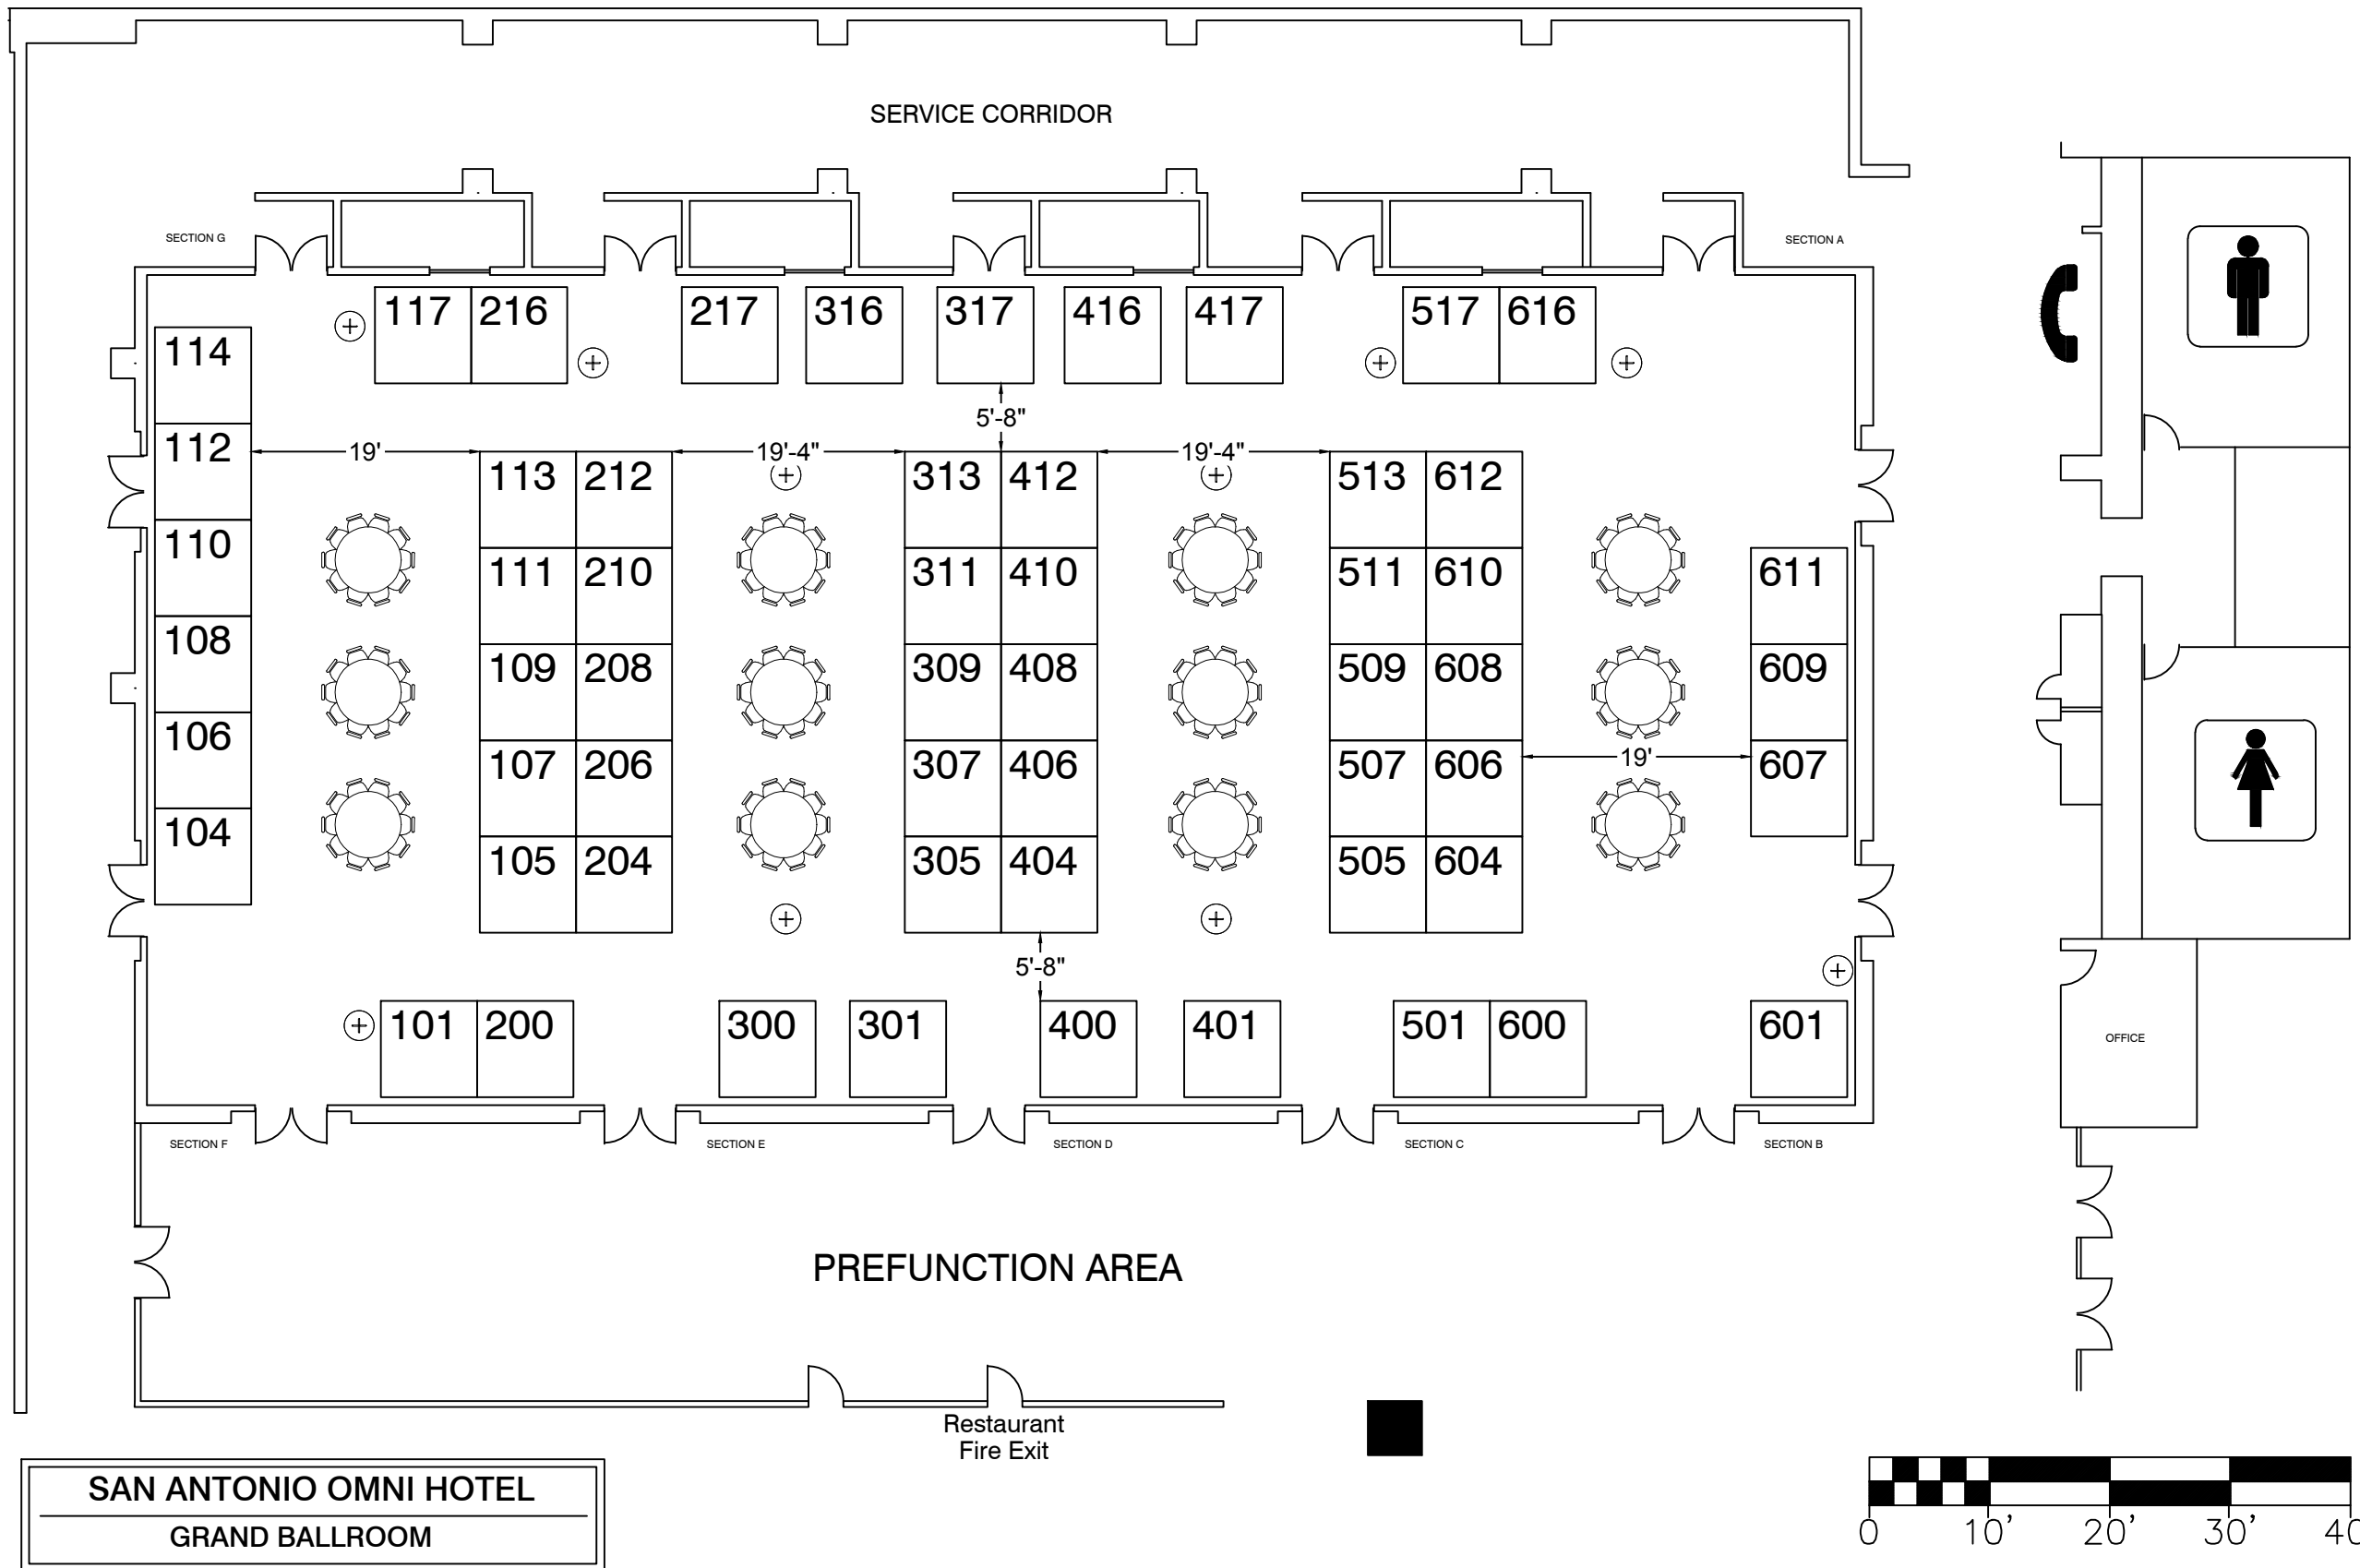 SERVICE CORRIDOR
SECTION G
SECTION A
117 216 217 316 317 416 417 517 616
114
5'-8"
112 19' 19'-4" 19'-4"
113 212 313 412 513 612
110
111 210 311 410 511 610 611
108
109 208 309 408 509 608 609
106
107 206 307 406 507 606 19' 607
104
105 204 305 404 505 604
5'-8"
101 200 300 301 400 401 501 600 601
OFFICE
SECTION F SECTION E SECTION D SECTION C SECTION B
PREFUNCTION AREA
Restaurant
Fire Exit
SAN ANTONIO OMNI HOTEL
GRAND BALLROOM
0 10' 20' 30' 40